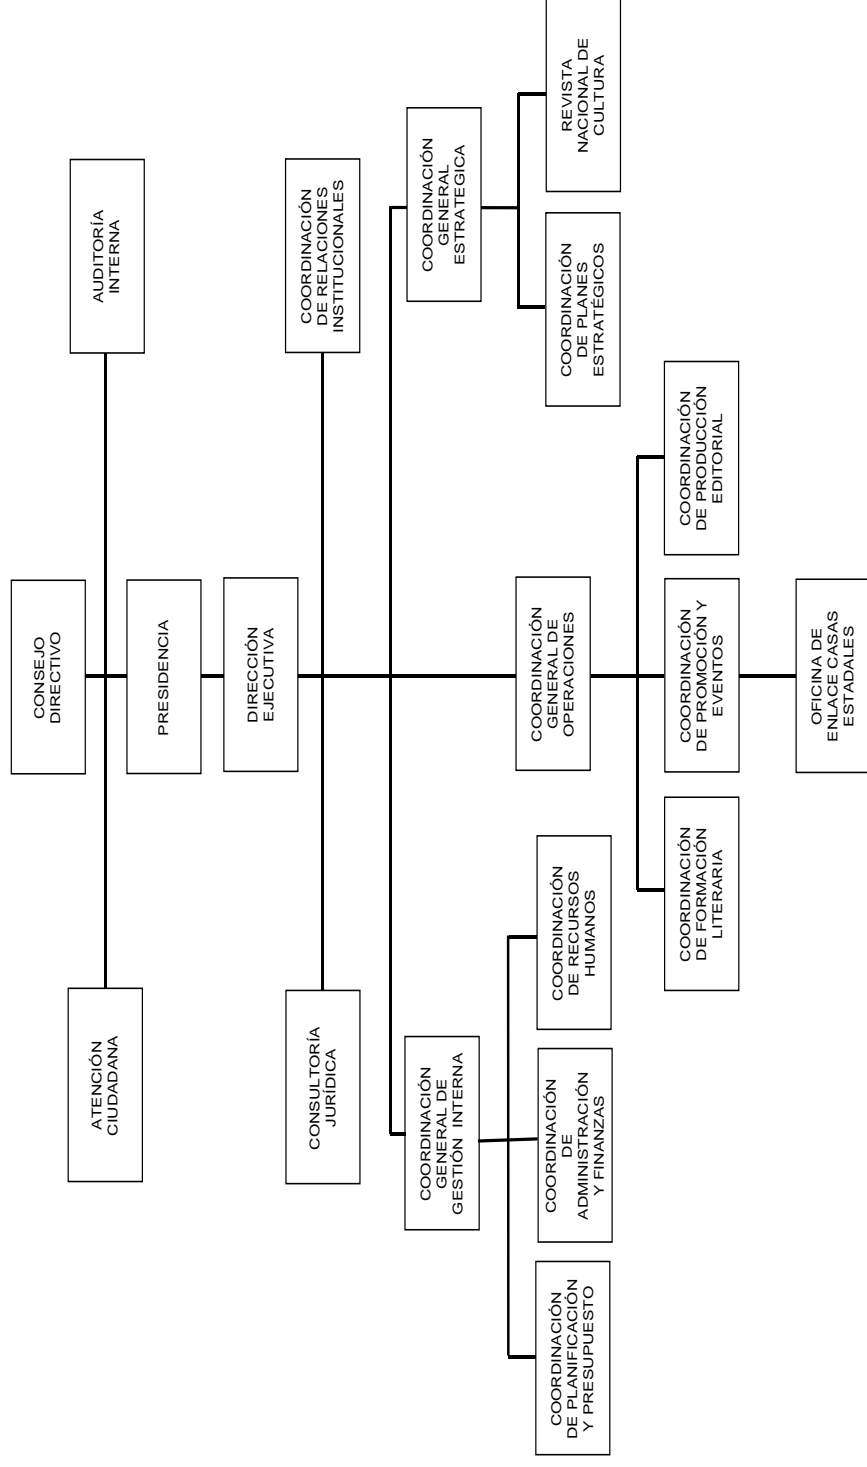 CONSEJO
DIRECTIVO
ATENCIÓN
CIUDADANA
AUDITORÍA
INTERNA
PRESIDENCIA
DIRECCIÓN
EJECUTIVA
CONSULTORÍA
JURÍDICA
COORDINACIÓN
DE RELACIONES
INSTITUCIONALES
COORDINACIÓN
GENERAL DE
GESTIÓN INTERNA
COORDINACIÓN
GENERAL DE
OPERACIONES
COORDINACIÓN
GENERAL
ESTRATEGICA
COORDINACIÓN
DE PLANIFICACIÓN
Y PRESUPUESTO
COORDINACIÓN
DE
ADMINISTRACIÓN
Y FINANZAS
COORDINACIÓN
DE RECURSOS
HUMANOS
COORDINACIÓN
DE PLANES
ESTRATÉGICOS
REVISTA
NACIONAL DE
CULTURA
COORDINACIÓN
DE FORMACIÓN
LITERARIA
COORDINACIÓN
DE PROMOCIÓN Y
EVENTOS
COORDINACIÓN
DE PRODUCCIÓN
EDITORIAL
OFICINA DE
ENLACE CASAS
ESTADALES